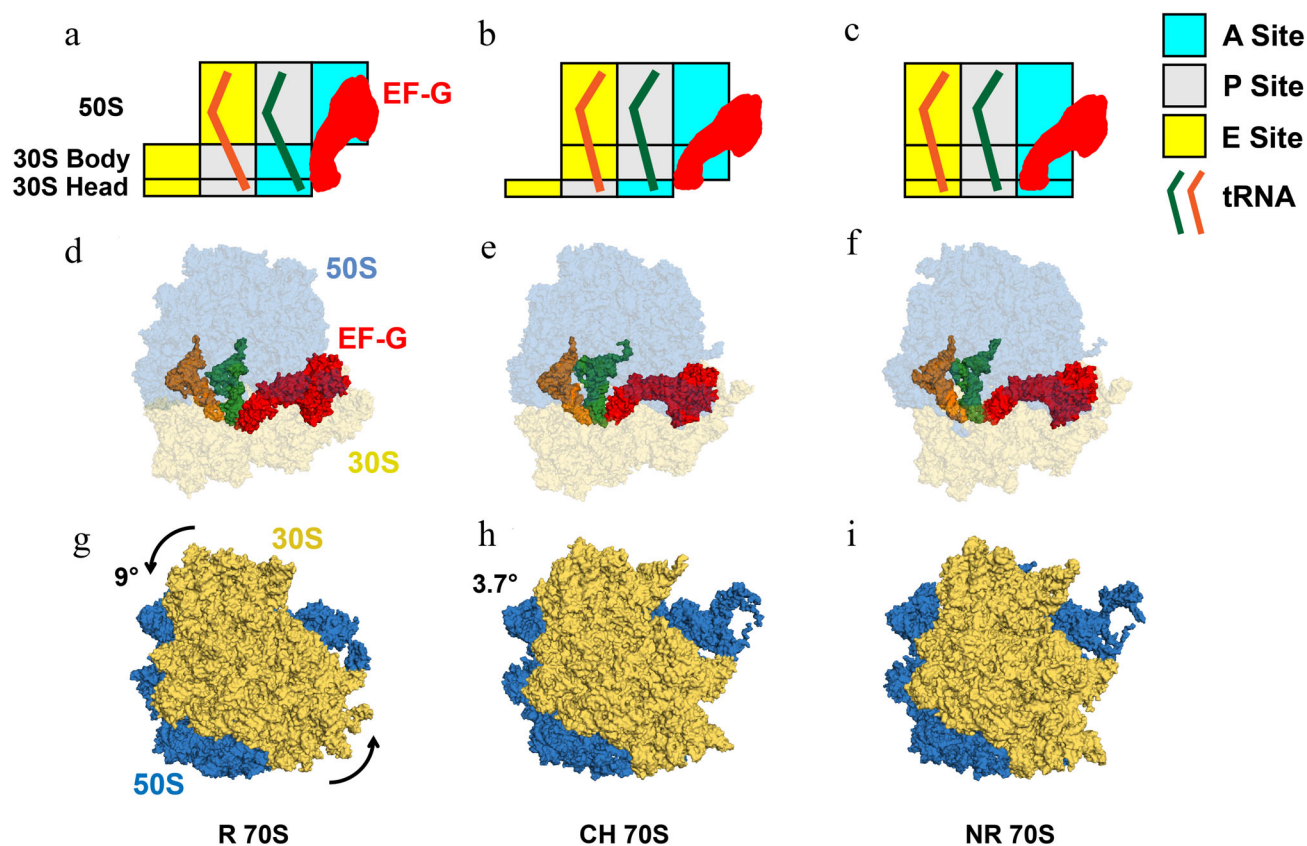 a
b
c
A Site
P Site
E Site
tRNA
EF-G
50S
30S Body
30S Head
d
e
f
50S
EF-G
30S
g
h
i
30S
9°
3.7°
50S
R 70S
CH 70S
NR 70S